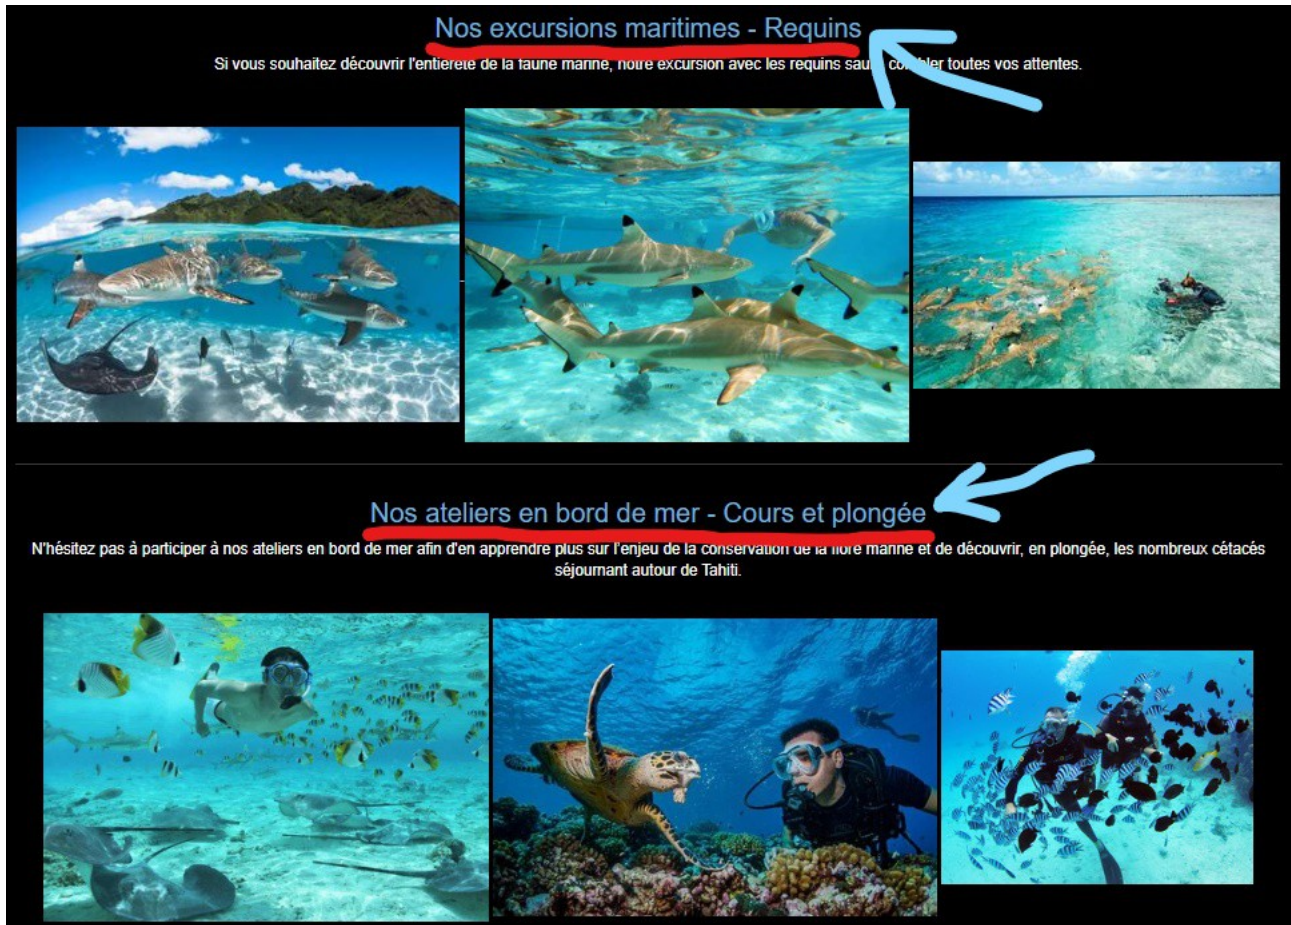 Nos excursions maritimes - Requins
Si vous souhaitez découvrir l'entièreté de la faune marine, notre excursion avec les requins saura combler toutes vos attentes.
Nos ateliers en bord de mer - Cours et plongée
N'hésitez pas à participer à nos ateliers en bord de mer afin d'en apprendre plus sur l'enjeu de la conservation de la flore marine et de découvrir, en plongée, les nombreux cétacés
séjournant autour de Tahiti.